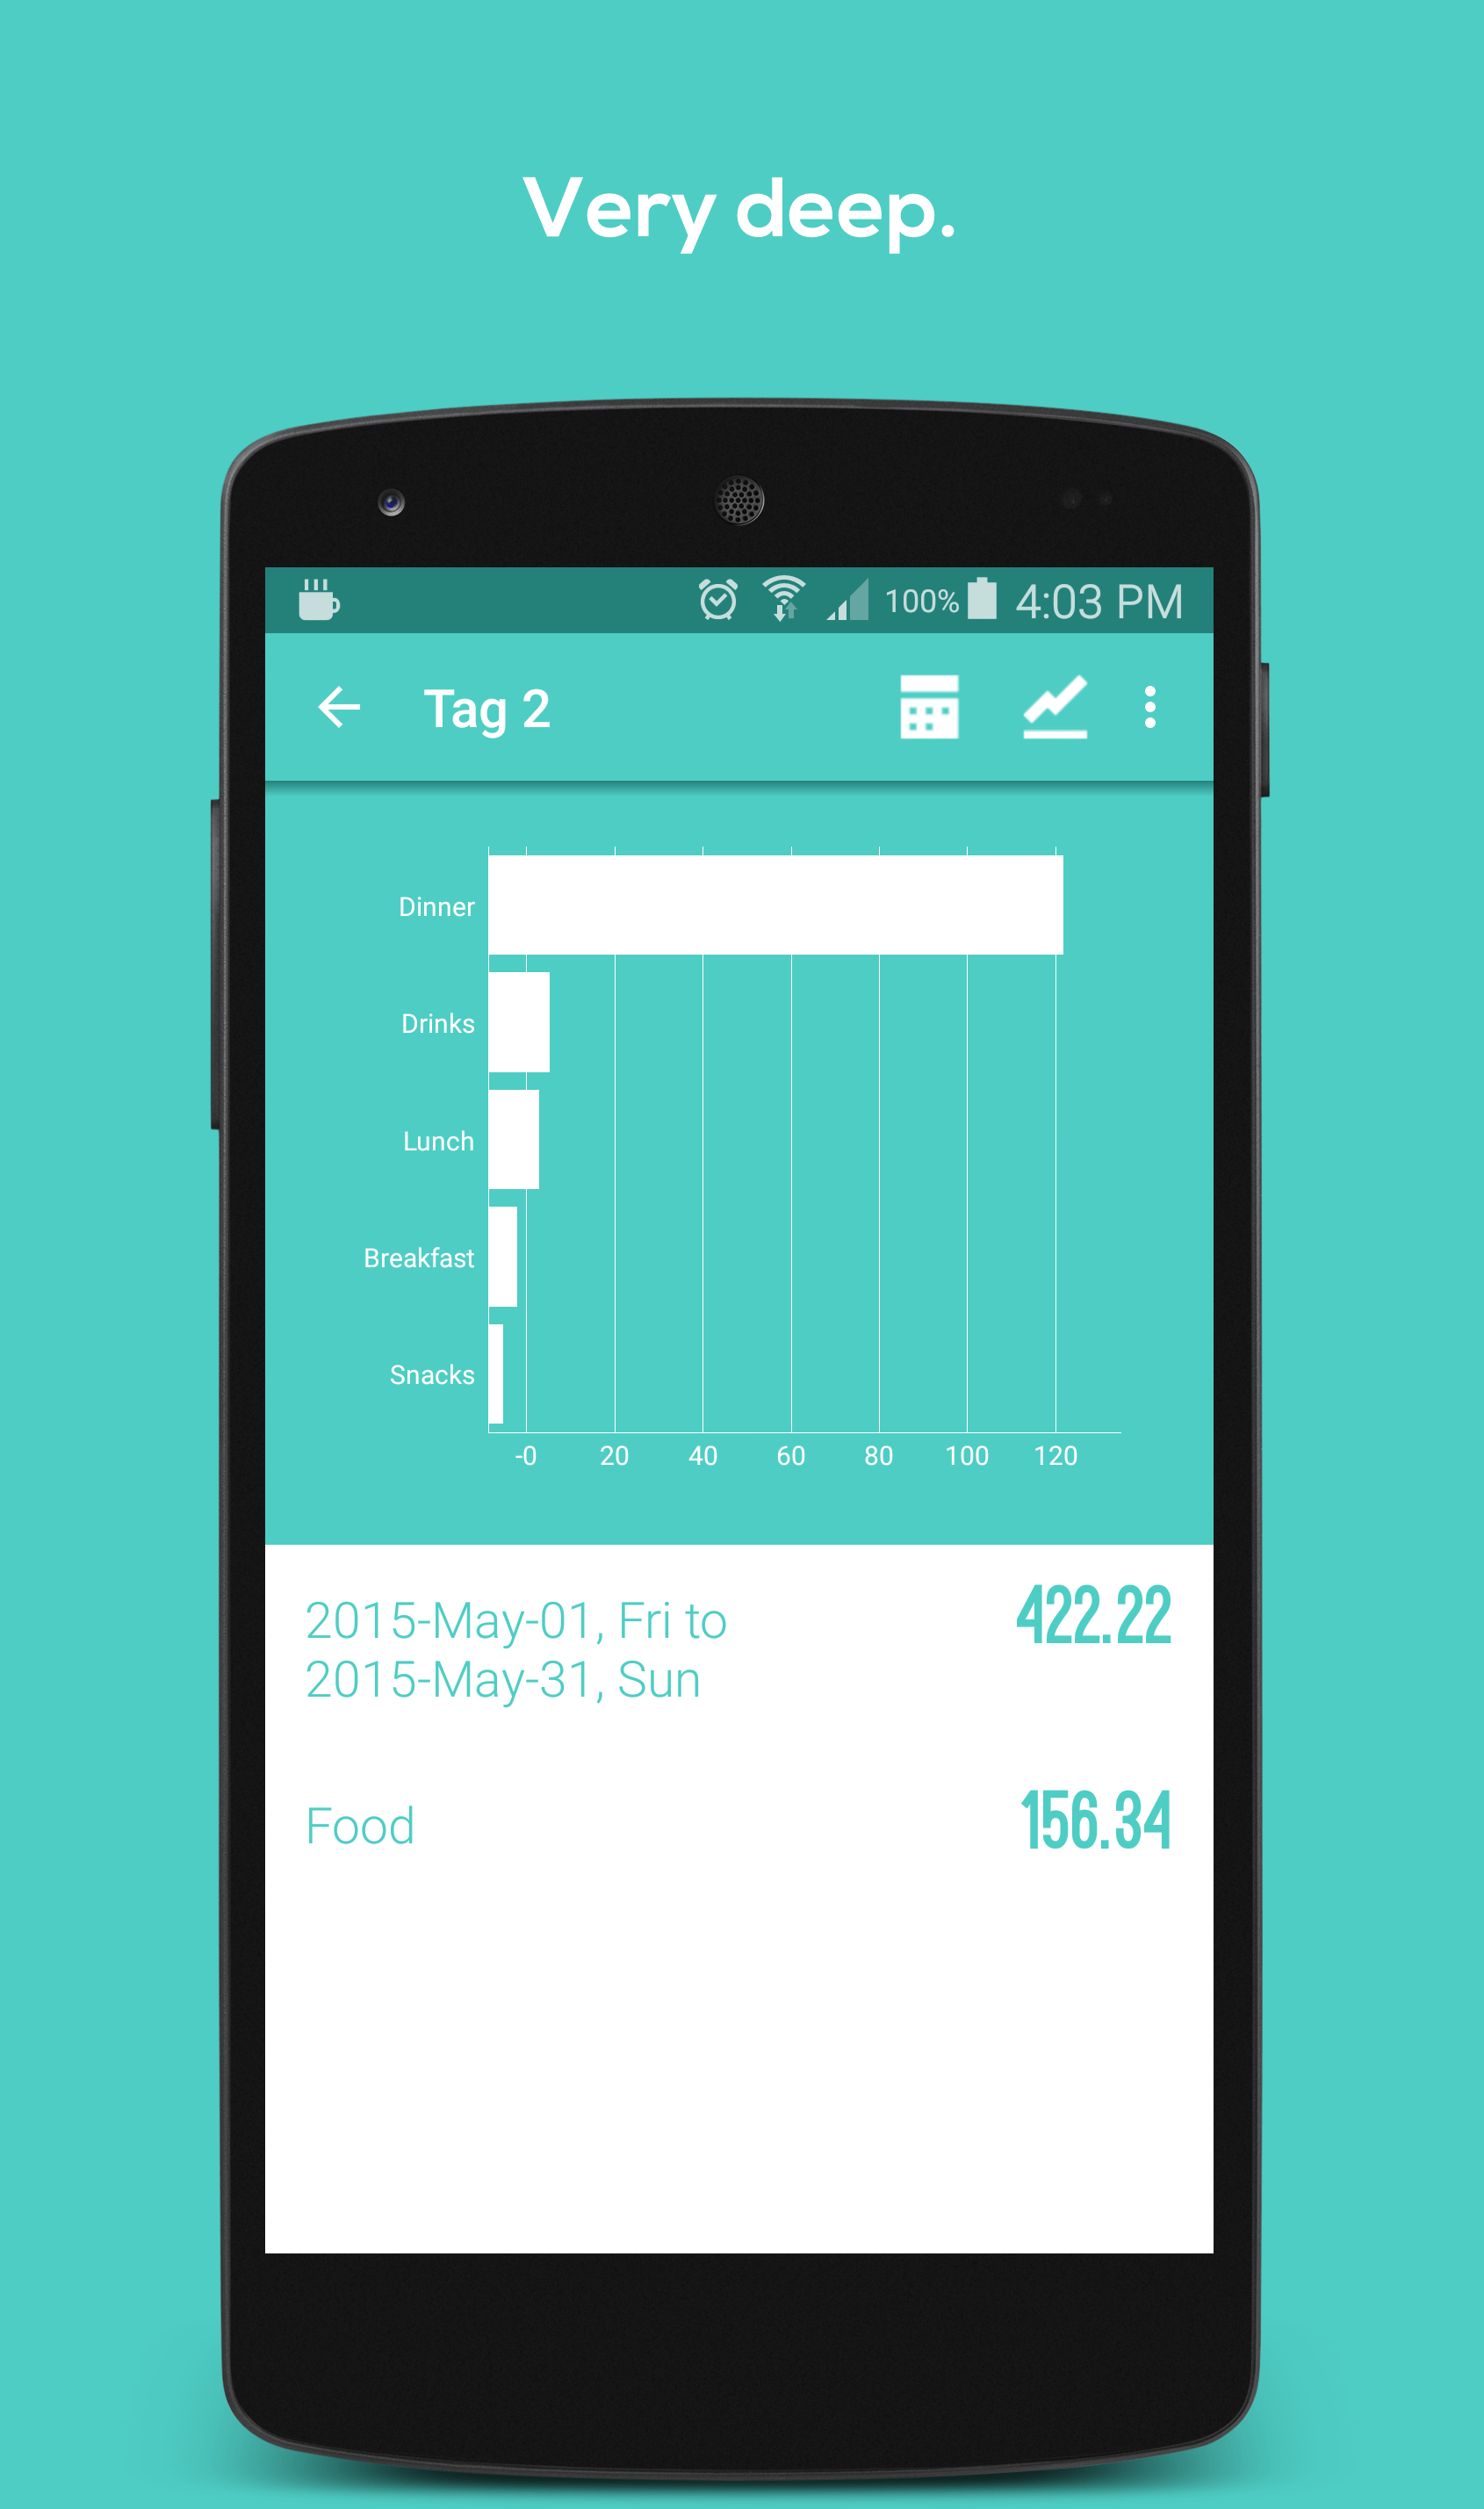 Very deep.
100% 4:03 PM
Tag 2
Dinner
Drinks
Lunch
Breakfast
Snacks
-0 20 40 60 80 100 120
2015-May-01, Fri to 422.22
2015-May-31, Sun
Food 156.34